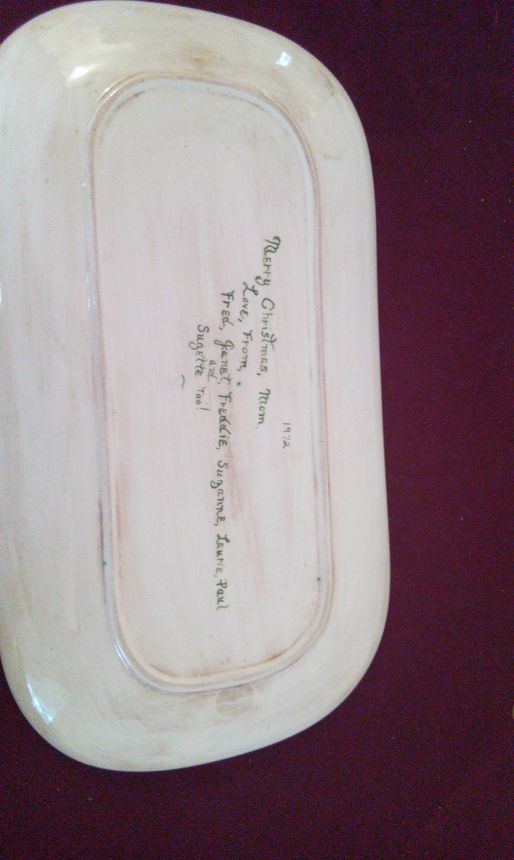 1972
Merry Christmas, Mom,
Love, From,
Fred, Janet, Freddie, Suzanne, Laurie, Paul
and
Suzette Too!